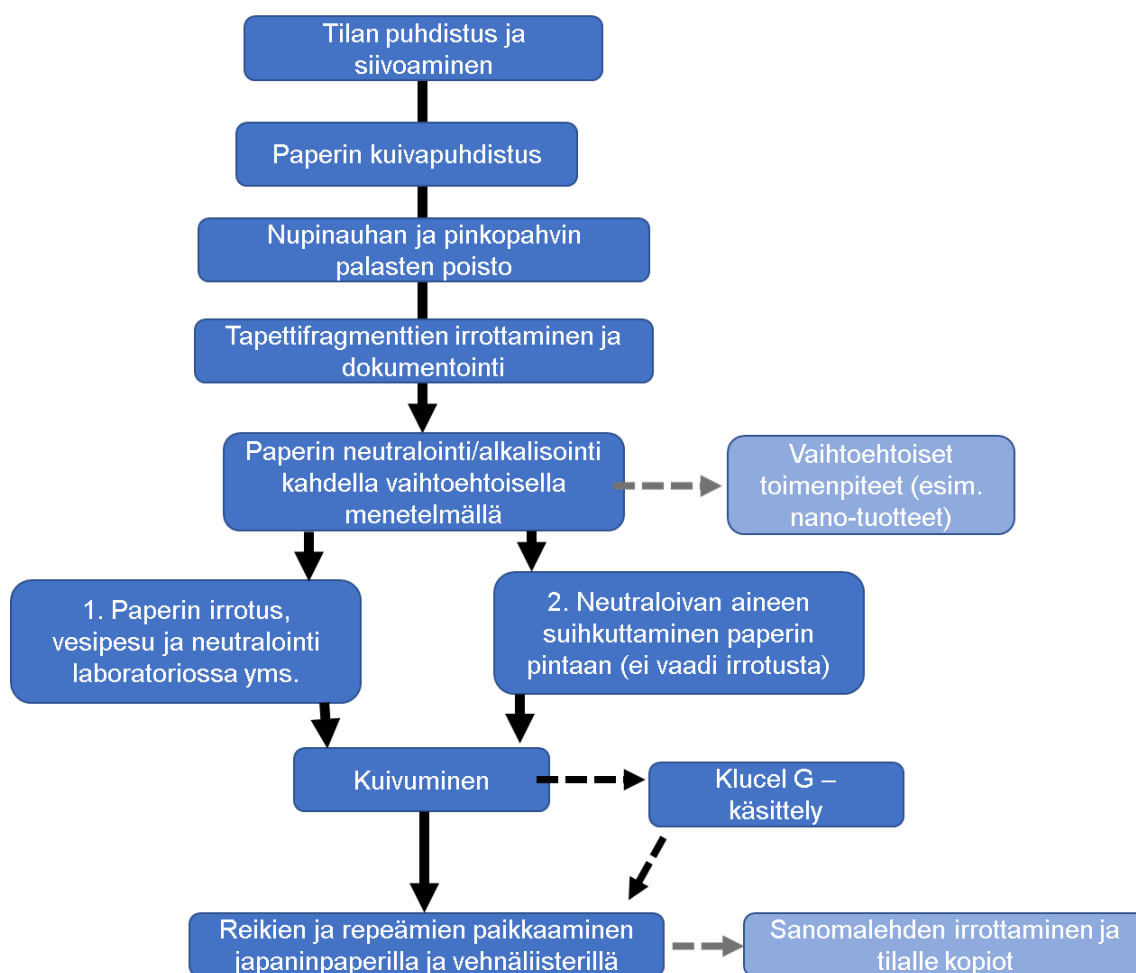 Tilan puhdistus ja
siivoaminen
Paperin kuivapuhdistus
Nupinauhan ja pinkopahvin
palasten poisto
Tapettifragmenttien irrottaminen ja
dokumentointi
Paperin neutralointi/alkalisointi
kahdella vaihtoehtoisella
menetelmällä
Vaihtoehtoiset
toimenpiteet (esim.
nano-tuotteet)
1. Paperin irrotus,
vesipesu ja neutralointi
laboratoriossa yms.
2. Neutraloivan aineen
suihkuttaminen paperin
pintaan (ei vaadi irrotusta)
Kuivuminen
Klucel G –
käsittely
Reikien ja repeämien paikkaaminen
japaninpaperilla ja vehnäliisterillä
Sanomalehden irrottaminen ja
tilalle kopiot